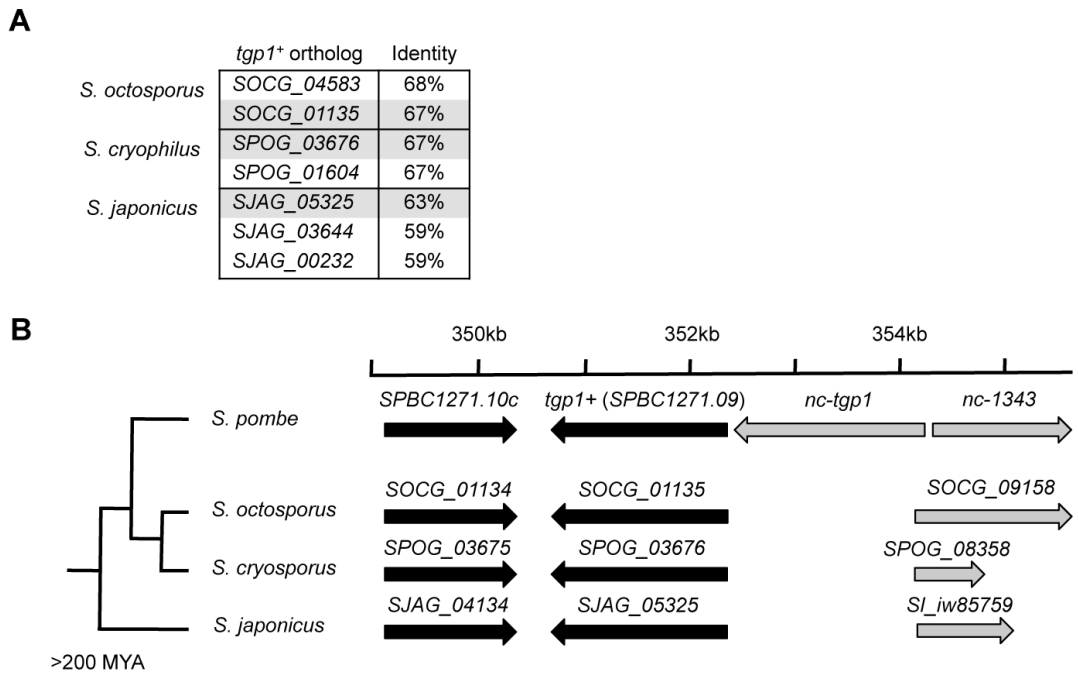 A
tgp1+ ortholog Identity
S. octosporus SOCG_04583 68%
SOCG_01135 67%
S. cryophilus SPOG_03676 67%
SPOG_01604 67%
S. japonicus SJAG_05325 63%
SJAG_03644 59%
SJAG_00232 59%
B
350kb 352kb 354kb
SPBC1271.10c tgp1+ (SPBC1271.09) nc-tgp1 nc-1343
S. pombe
SOCG_01134 SOCG_01135 SOCG_09158
S. octosporus
SPOG_03675 SPOG_03676 SPOG_08358
S. cryosporus
SJAG_04134 SJAG_05325 SI_iw85759
S. japonicus
>200 MYA